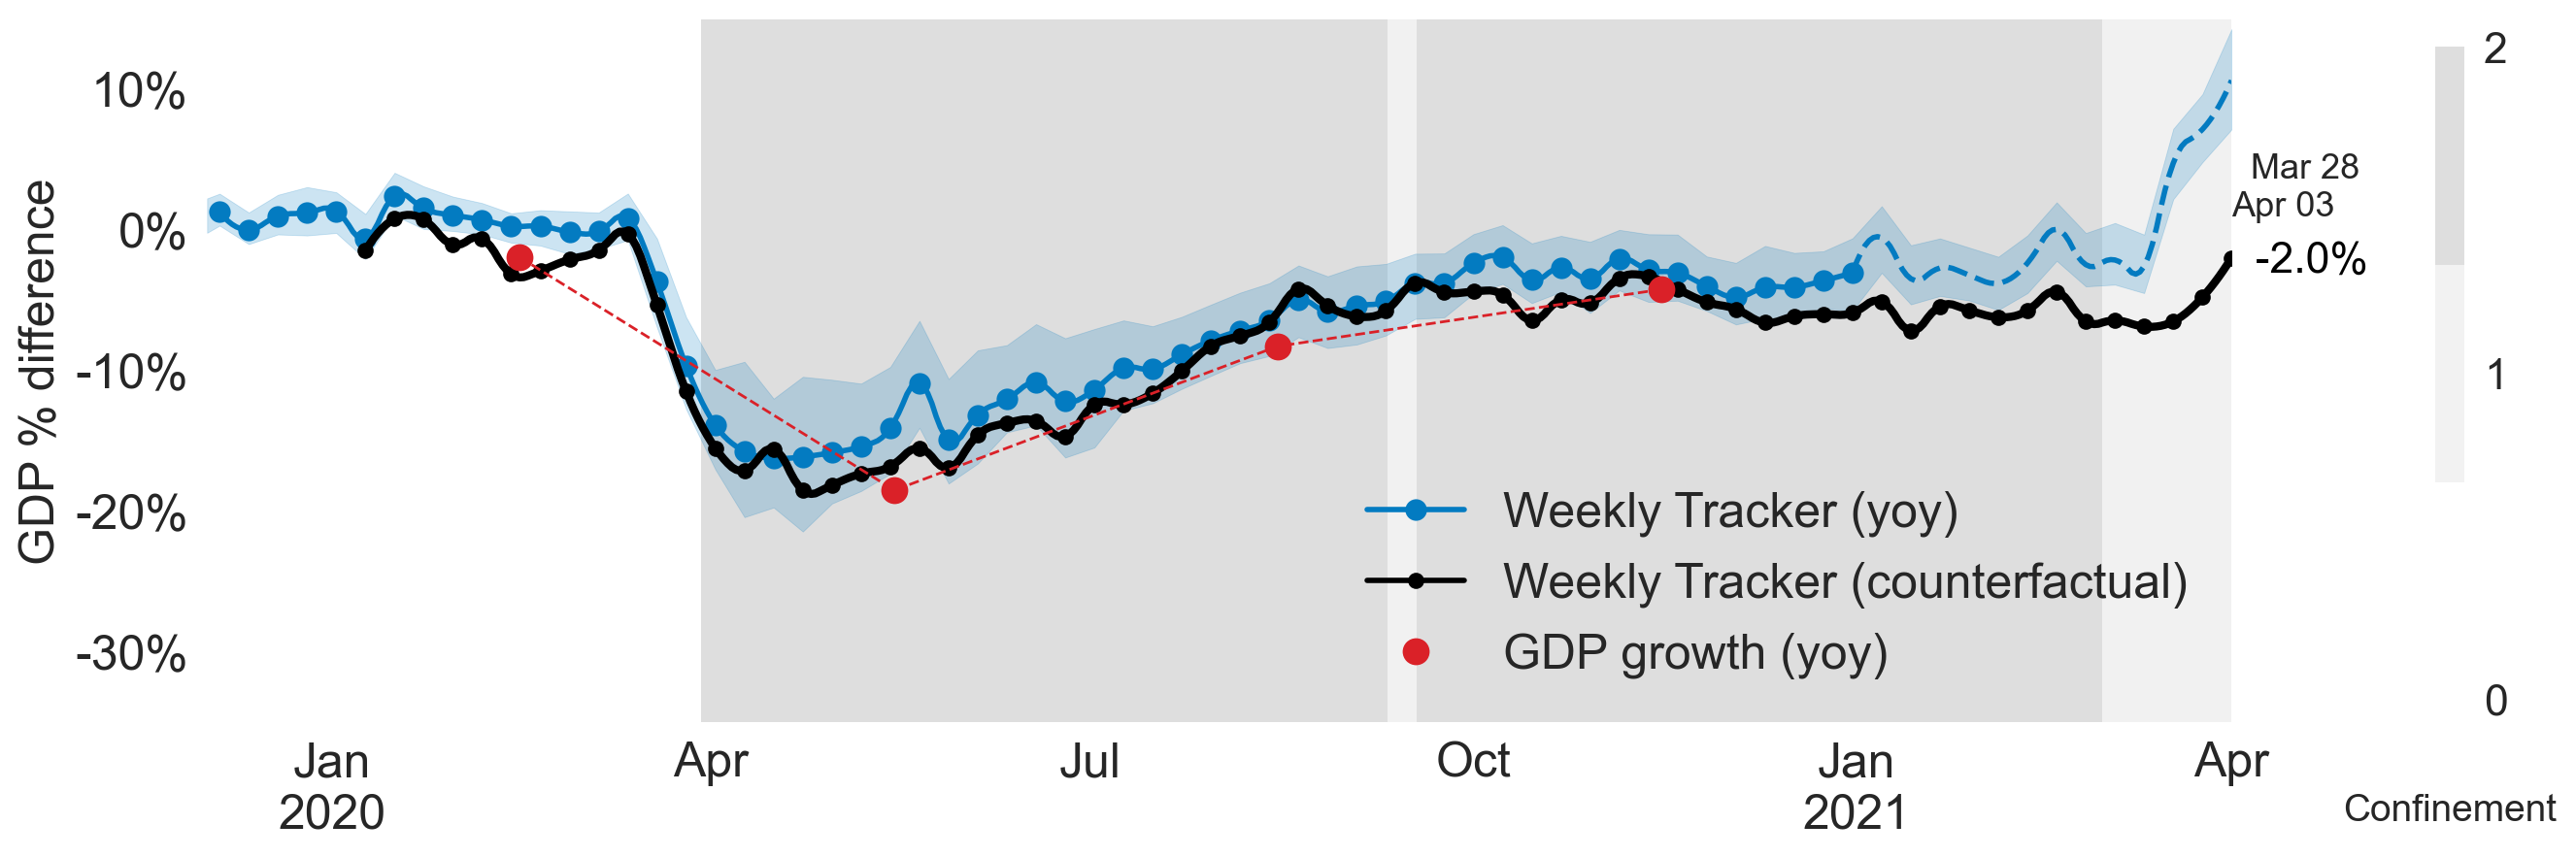 GDP % difference
10%
0%
-10%
-20%
-30%
Weekly Tracker (yoy)
Weekly Tracker (counterfactual)
GDP growth (yoy)
Mar 28
Apr 03
-2.0%
2
1
0
Jan
2020
Apr
Jul
Oct
Jan
2021
Apr
Confinement